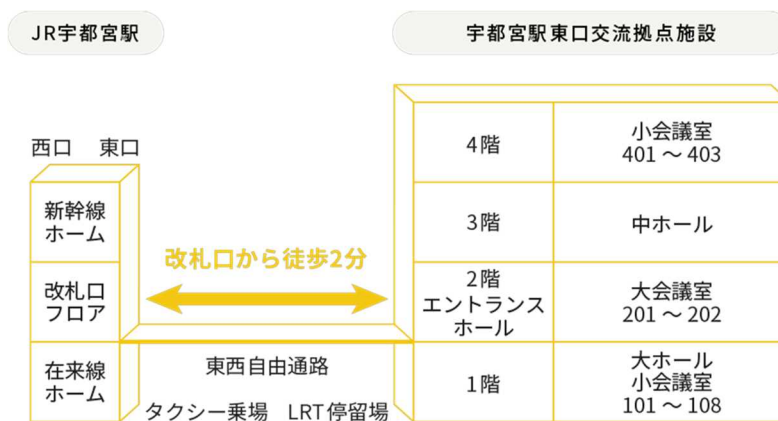 JR宇都宮駅
宇都宮駅東口交流拠点施設
西口 東口
新幹線
ホーム
改札口
フロア
在来線
ホーム
改札口から徒歩2分
東西自由通路
タクシー乗場 LRT停留場
4階
小会議室
401〜403
3階
中ホール
2階
エントランス
ホール
大会議室
201〜202
1階
大ホール
小会議室
101〜108